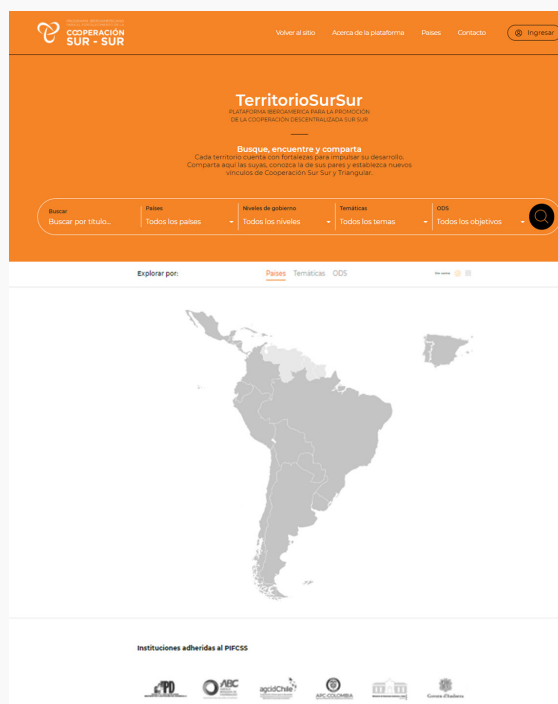 COOPERACIÓN
SUR - SUR
Volver al sitio
Acerca de la plataforma
Países
Contacto
Ingresar
TerritorioSurSur
PLATAFORMA IBEROAMERICA PARA LA PROMOCIÓN
DE LA COOPERACIÓN DESCENTRALIZADA SUR SUR
Busque, encuentre y comparta
Cada territorio cuenta con fortalezas para impulsar su desarrollo.
Comparta aquí las suyas, conozca la de sus pares y establezca nuevos
vínculos de Cooperación Sur Sur y Triangular.
Buscar
Buscar por título...
Países
Todos los países
Niveles de gobierno
Todos los niveles
Temáticas
Todos los temas
ODS
Todos los objetivos
Explorar por:
Países
Temáticas
ODS
Instituciones adheridas al PIFCSS
ABC
agcidChile
APC-COLOMBIA
Govern d'Andorra